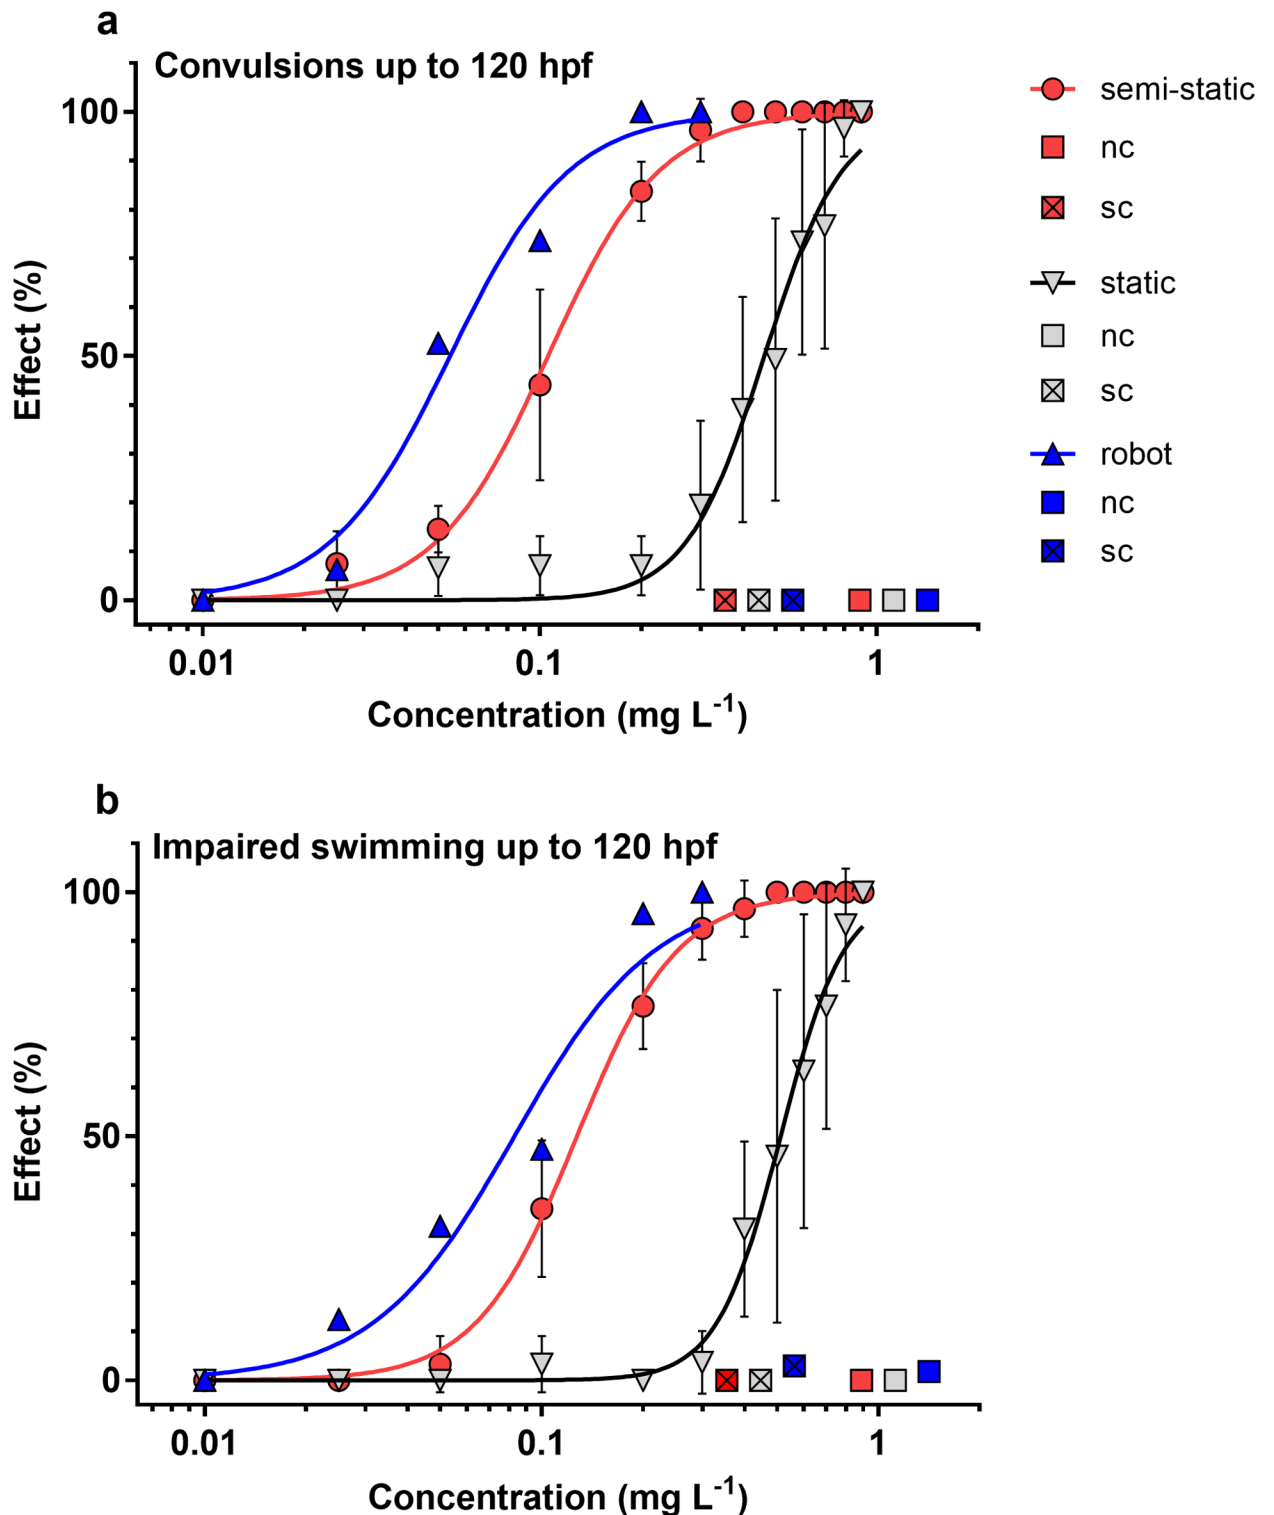 a
Convulsions up to 120 hpf
100
50
0
Effect (%)
0.01
0.1
1
Concentration (mg L⁻¹)
semi-static
nc
sc
static
nc
sc
robot
nc
sc
b
Impaired swimming up to 120 hpf
100
50
0
Effect (%)
0.01
0.1
1
Concentration (mg L⁻¹)